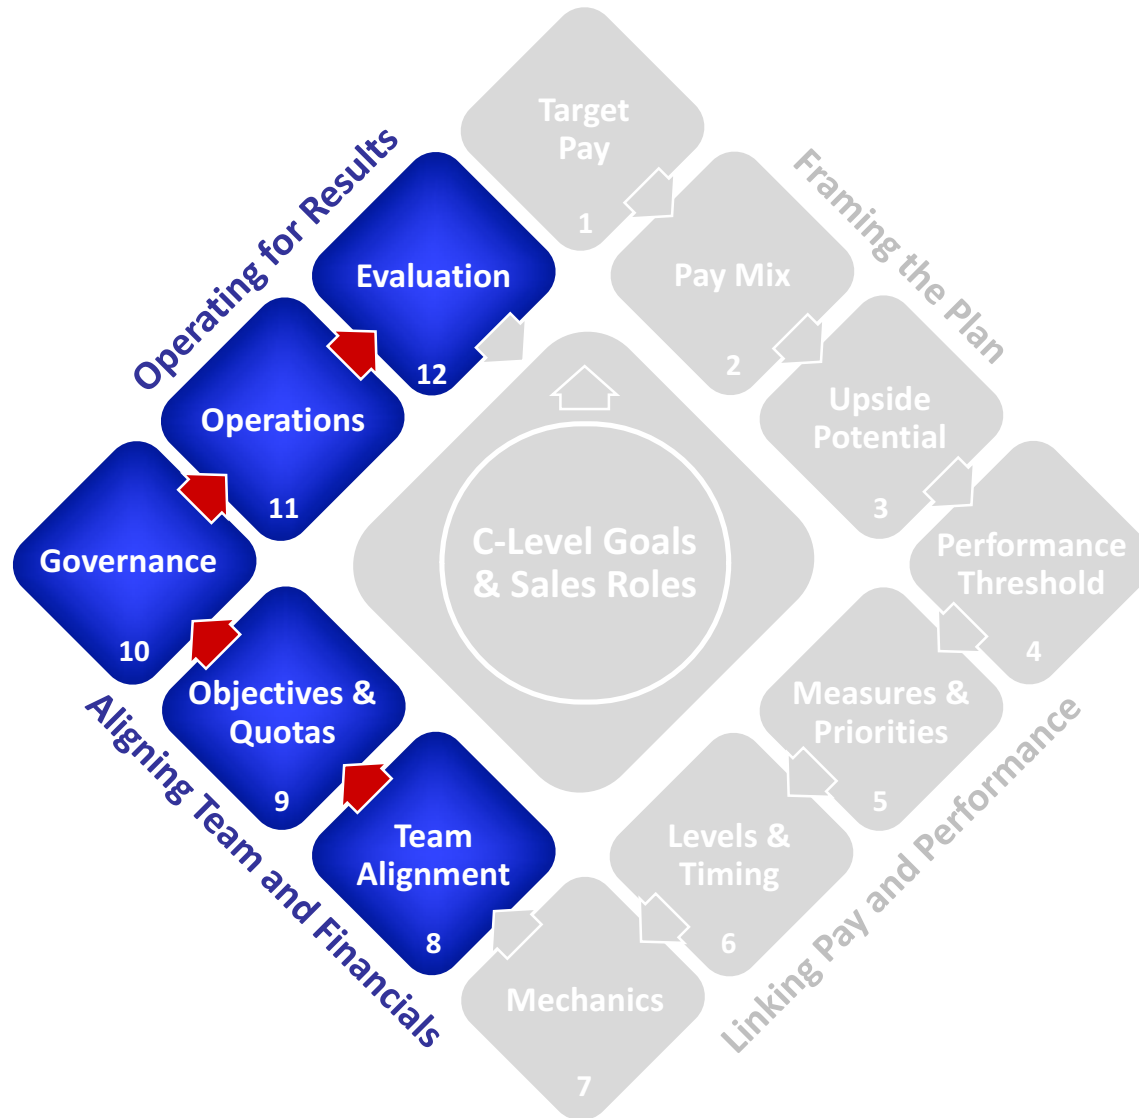 Target
Pay
1
Pay Mix
2
Upside
Potential
3
Performance
Threshold
4
Measures &
Priorities
5
Levels &
Timing
6
Mechanics
7
Team
Alignment
8
Objectives &
Quotas
9
Governance
10
Operations
11
Evaluation
12
C-Level Goals
& Sales Roles
Framing the Plan
Linking Pay and Performance
Aligning Team and Financials
Operating for Results